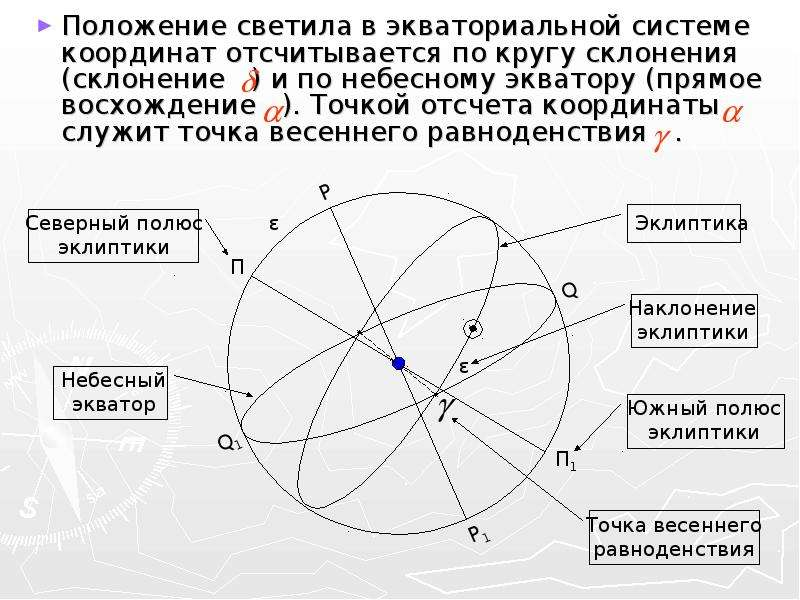 Положение светила в экваториальной системе
координат отсчитывается по кругу склонения
(склонение δ) и по небесному экватору (прямое
восхождение α). Точкой отсчета координаты α
служит точка весеннего равноденствия γ.
P
ε
Северный полюс
эклиптики
П
Эклиптика
Q
Наклонение
эклиптики
ε
Небесный
экватор
γ
Южный полюс
эклиптики
Q1
П1
P1
Точка весеннего
равноденствия
N
m
S
sa